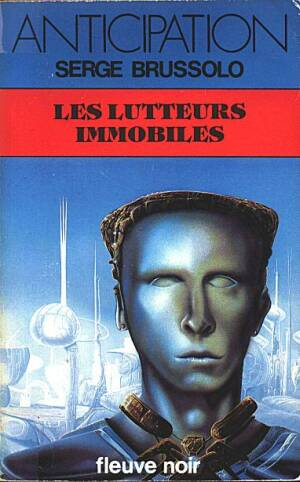 ANTICIPATION
SERGE BRUSSOLO
LES LUTTEURS
IMMOBILES
fleuve noir